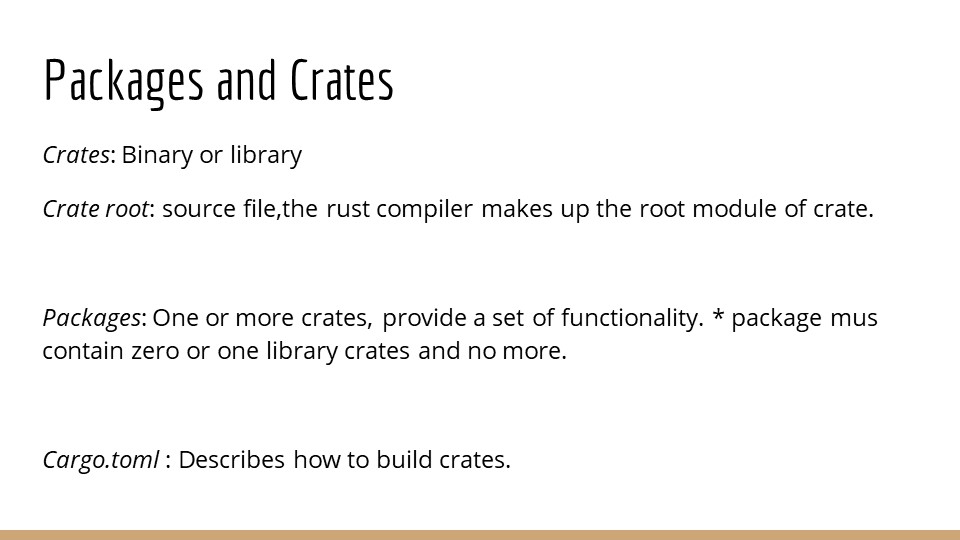 Packages and Crates
Crates: Binary or library
Crate root: source file,the rust compiler makes up the root module of crate.
Packages: One or more crates, provide a set of functionality. * package mus
contain zero or one library crates and no more.
Cargo.toml : Describes how to build crates.